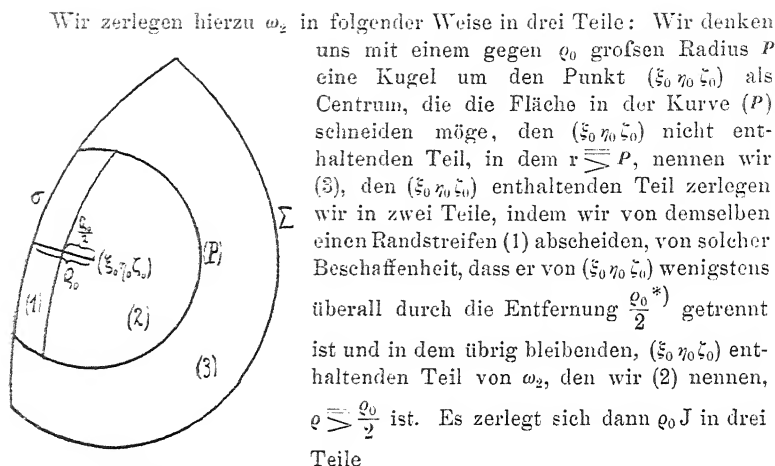 Wir zerlegen hierzu ω₂ in folgender Weise in drei Teile: Wir denken
uns mit einem gegen ϱ₀ grofsen Radius P
eine Kugel um den Punkt (ξ₀ η₀ ζ₀) als
Centrum, die die Fläche in der Kurve (P)
schneiden möge, den (ξ₀ η₀ ζ₀) nicht ent-
haltenden Teil, in dem r ⋝ P, nennen wir
(3), den (ξ₀ η₀ ζ₀) enthaltenden Teil zerlegen
wir in zwei Teile, indem wir von demselben
einen Randstreifen (1) abscheiden, von solcher
Beschaffenheit, dass er von (ξ₀ η₀ ζ₀) wenigstens
überall durch die Entfernung ϱ₀/2 *) getrennt
ist und in dem übrig bleibenden, (ξ₀ η₀ ζ₀) ent-
haltenden Teil von ω₂, den wir (2) nennen,
ϱ ⋝ ϱ₀/2 ist. Es zerlegt sich dann ϱ₀ J in drei
Teile
σ
Σ
ϱ₀/2
(P)
(ξ₀η₀ζ₀)
ϱ₀
(1)
(2)
(3)